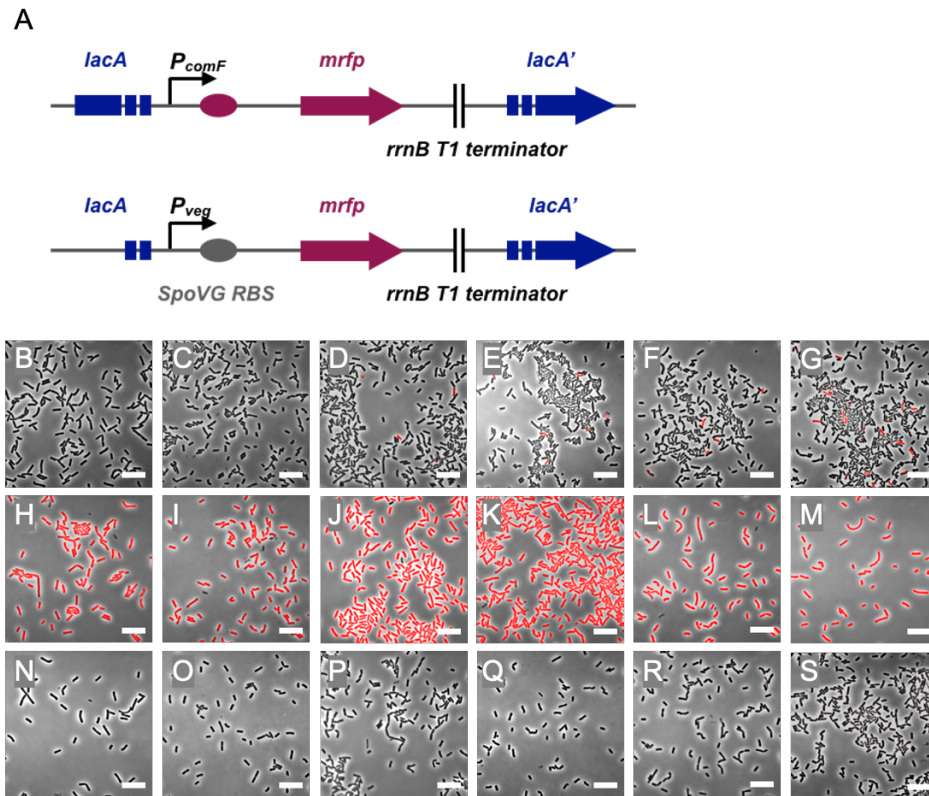 A
lacA PcomF mrfp lacA'
rrnB T1 terminator
lacA Pveg mrfp lacA'
SpoVG RBS rrnB T1 terminator
B C D E F G
H I J K L M
N O P Q R S